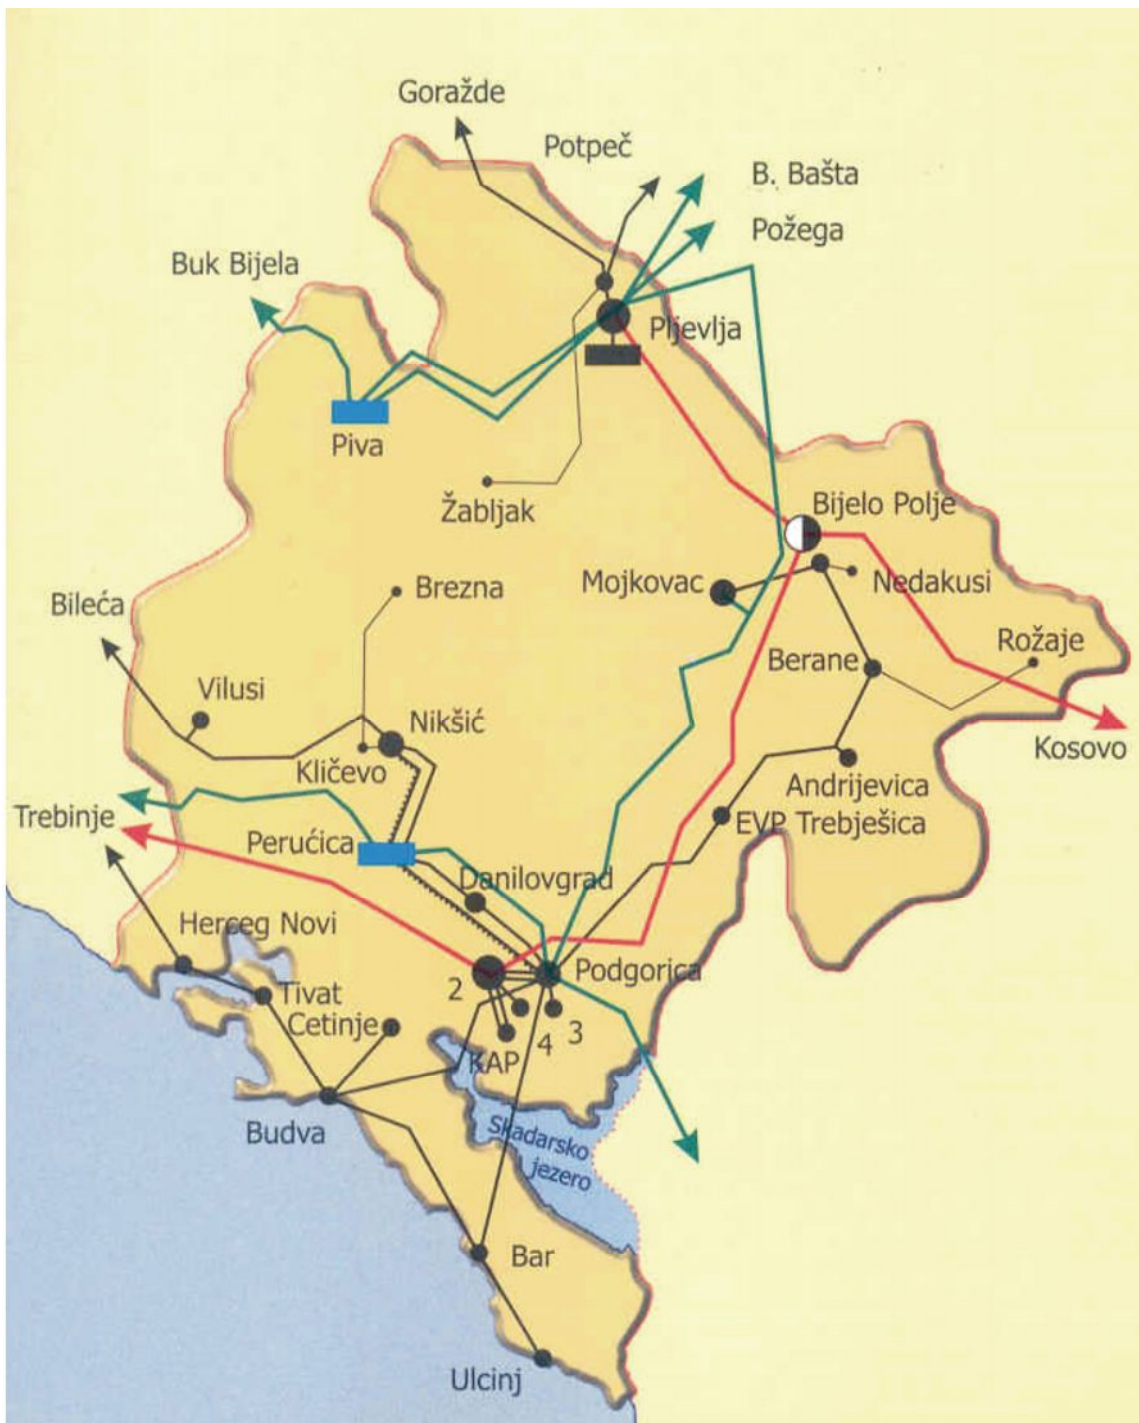 Goražde
Potpeč
B. Bašta
Požega
Buk Bijela
Pljevlja
Piva
Žabljak
Bijelo Polje
Mojkovac
Nedakusi
Brezna
Bileća
Rožaje
Berane
Vilusi
Nikšić
Kličevo
Kosovo
Andrijevica
Trebinje
EVP Trebješica
Perućica
Danilovgrad
Herceg Novi
Podgorica
2
Tivat
Cetinje
3
4
KAP
Budva
Skadarsko
jezero
Bar
Ulcinj